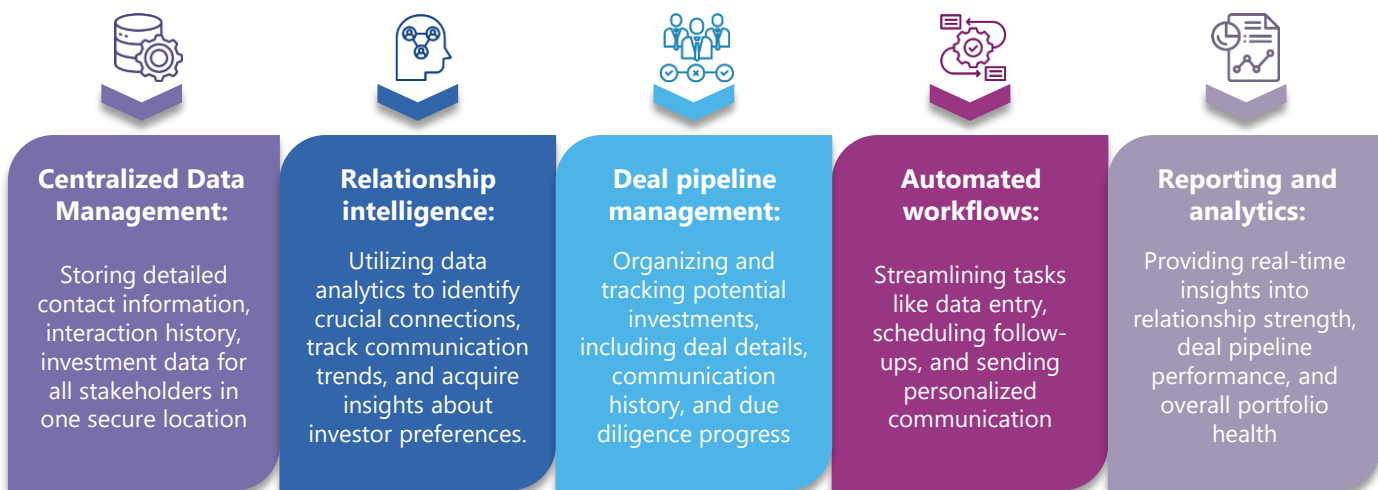 Centralized Data
Management:
Storing detailed
contact information,
interaction history,
investment data for
all stakeholders in
one secure location
Relationship
intelligence:
Utilizing data
analytics to identify
crucial connections,
track communication
trends, and acquire
insights about
investor preferences.
Deal pipeline
management:
Organizing and
tracking potential
investments,
including deal details,
communication
history, and due
diligence progress
Automated
workflows:
Streamlining tasks
like data entry,
scheduling follow-
ups, and sending
personalized
communication
Reporting and
analytics:
Providing real-time
insights into
relationship strength,
deal pipeline
performance, and
overall portfolio
health